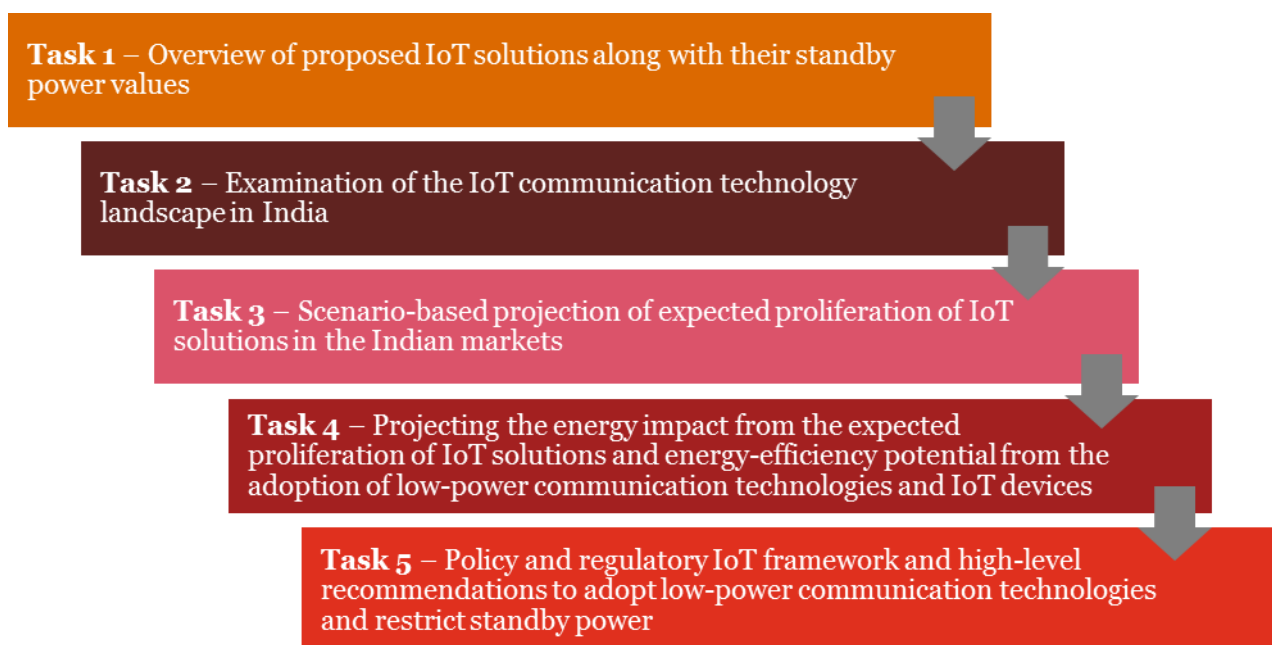 Task 1 – Overview of proposed IoT solutions along with their standby
power values
Task 2 – Examination of the IoT communication technology
landscape in India
Task 3 – Scenario-based projection of expected proliferation of IoT
solutions in the Indian markets
Task 4 – Projecting the energy impact from the expected
proliferation of IoT solutions and energy-efficiency potential from the
adoption of low-power communication technologies and IoT devices
Task 5 – Policy and regulatory IoT framework and high-level
recommendations to adopt low-power communication technologies
and restrict standby power